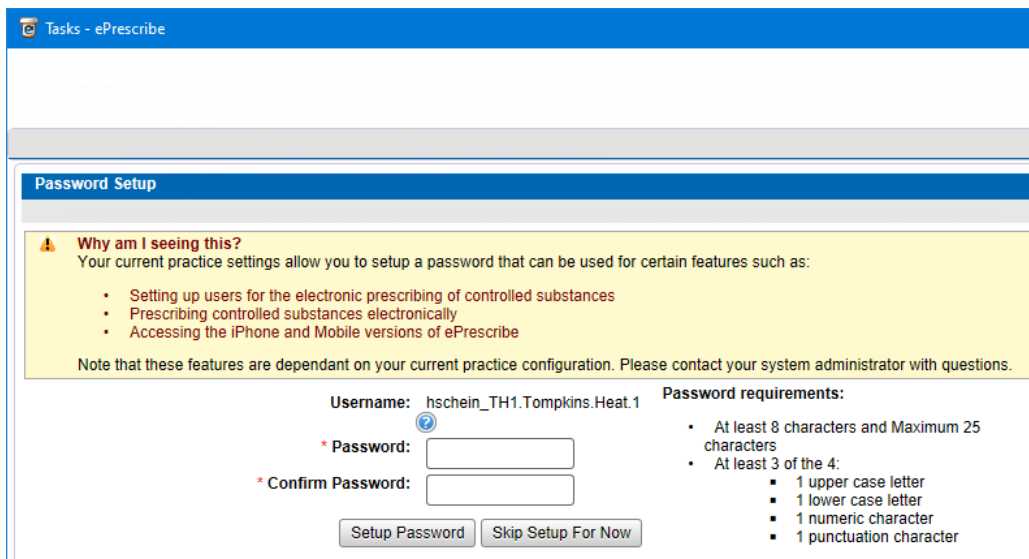 Tasks - ePrescribe
Password Setup
Why am I seeing this?
Your current practice settings allow you to setup a password that can be used for certain features such as:
• Setting up users for the electronic prescribing of controlled substances
• Prescribing controlled substances electronically
• Accessing the iPhone and Mobile versions of ePrescribe
Note that these features are dependant on your current practice configuration. Please contact your system administrator with questions.
Username: hschein_TH1.Tompkins.Heat.1
?
* Password:
* Confirm Password:
Setup Password Skip Setup For Now
Password requirements:
• At least 8 characters and Maximum 25
characters
• At least 3 of the 4:
▪ 1 upper case letter
▪ 1 lower case letter
▪ 1 numeric character
▪ 1 punctuation character